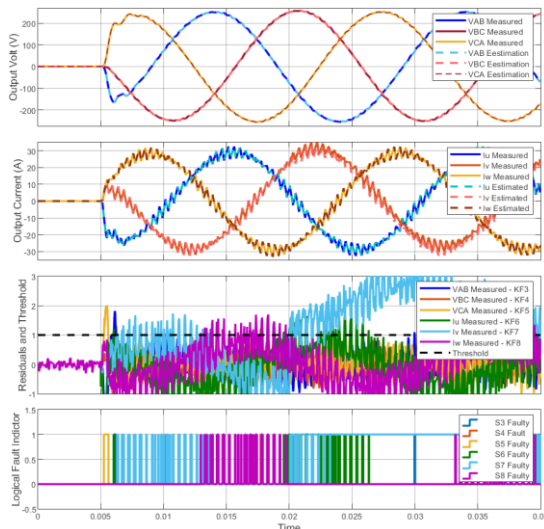 Output Volt (V)
200
100
0
-100
-200
VAB Measured
VBC Measured
VCA Measured
VAB Eestimation
VBC Eestimation
VCA Eestimation
Output Current (A)
30
20
10
0
-10
-20
-30
Iu Measured
Iv Measured
Iw Measured
Iu Estimated
Iv Estimated
Iw Estimated
Residuals and Threshold
3
2
1
0
-1
VAB Measured - KF3
VBC Measured - KF4
VCA Measured - KF5
Iu Measured - KF6
Iv Measured - KF7
Iw Measured - KF8
Threshold
Logical Fault Indictor
1.5
1
0.5
0
-0.5
S3 Faulty
S4 Fault
S5 Faulty
S6 Faulty
S7 Faulty
S8 Faulty
0 0.005 0.01 0.015 0.02 0.025 0.03 0.035
Time